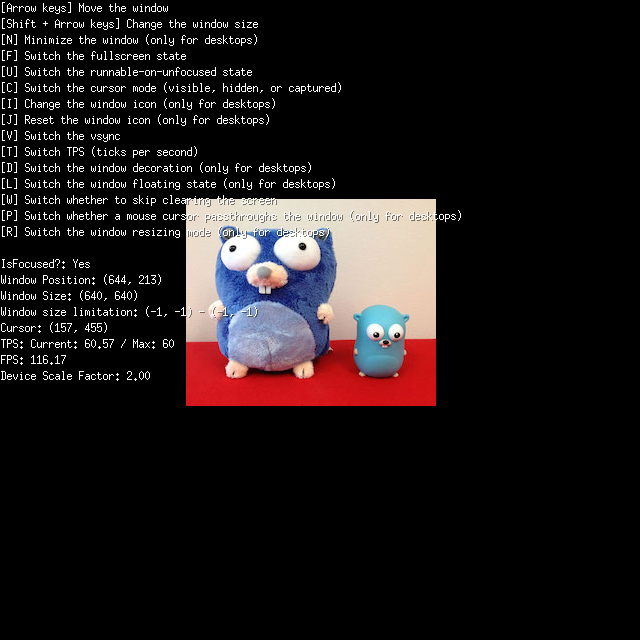 [Arrow keys] Move the window
[Shift + Arrow keys] Change the window size
[N] Minimize the window (only for desktops)
[F] Switch the fullscreen state
[U] Switch the runnable-on-unfocused state
[C] Switch the cursor mode (visible, hidden, or captured)
[I] Change the window icon (only for desktops)
[J] Reset the window icon (only for desktops)
[V] Switch the vsync
[T] Switch TPS (ticks per second)
[D] Switch the window decoration (only for desktops)
[L] Switch the window floating state (only for desktops)
[W] Switch whether to skip clearing the screen
[P] Switch whether a mouse cursor passthroughs the window (only for desktops)
[R] Switch the window resizing mode (only for desktops)
IsFocused?: Yes
Window Position: (644, 213)
Window Size: (640, 640)
Window size limitation: (-1, -1) - (-1, -1)
Cursor: (157, 455)
TPS: Current: 60.57 / Max: 60
FPS: 116.17
Device Scale Factor: 2.00